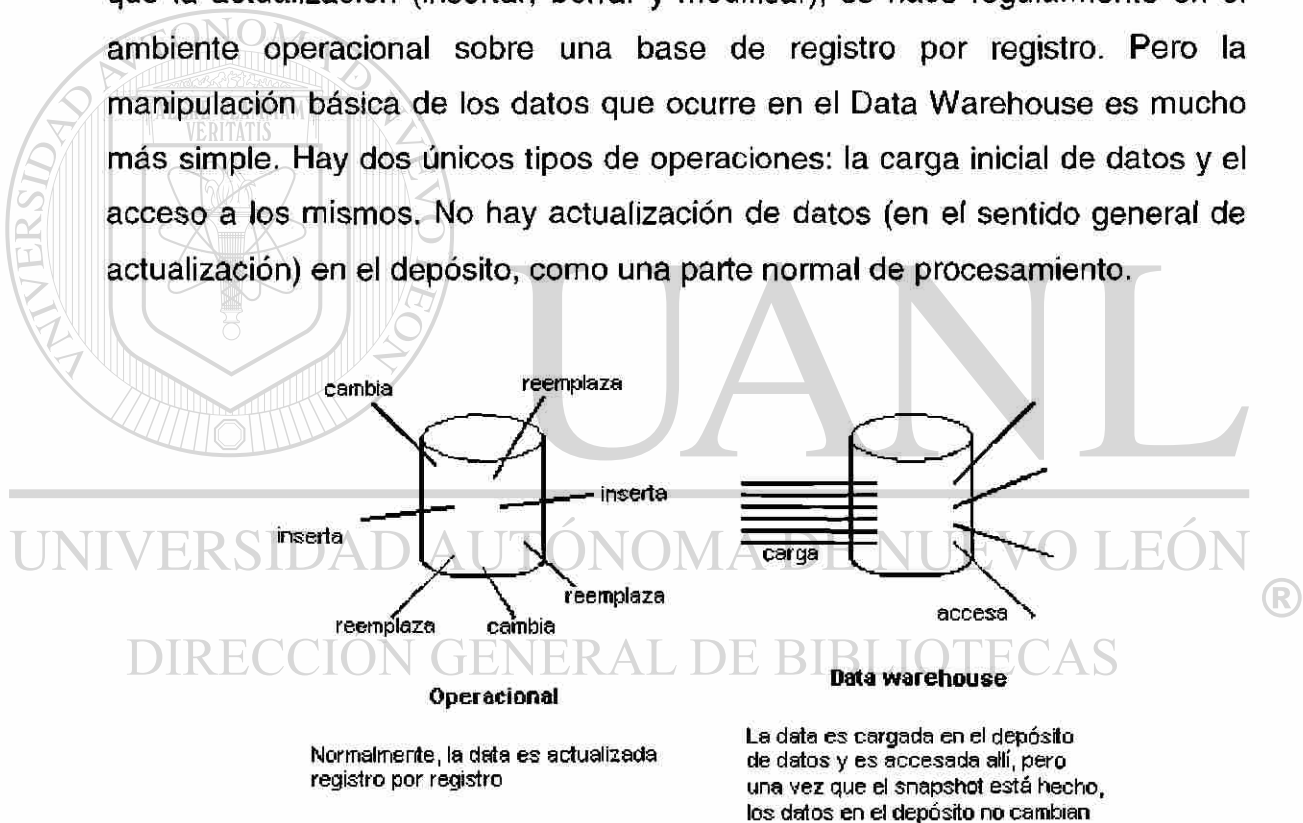 que la actualización (insertar, borrar y modificar), se hace regularmente en el
ambiente operacional sobre una base de registro por registro. Pero la
manipulación básica de los datos que ocurre en el Data Warehouse es mucho
más simple. Hay dos únicos tipos de operaciones: la carga inicial de datos y el
acceso a los mismos. No hay actualización de datos (en el sentido general de
actualización) en el depósito, como una parte normal de procesamiento.
UNIVERSIDAD AUTÓNOMA DE NUEVO LEÓN
VERITATIS
UANL
cambia
reemplaza
inserta
inserta
reemplaza
cambia
reemplaza
carga
accesa
UNIVERSIDAD AUTÓNOMA DE NUEVO LEÓN
®
DIRECCIÓN GENERAL DE BIBLIOTECAS
Operacional
Normalmente, la data es actualizada
registro por registro
Data warehouse
La data es cargada en el depósito
de datos y es accesada allí, pero
una vez que el snapshot está hecho,
los datos en el depósito no cambian